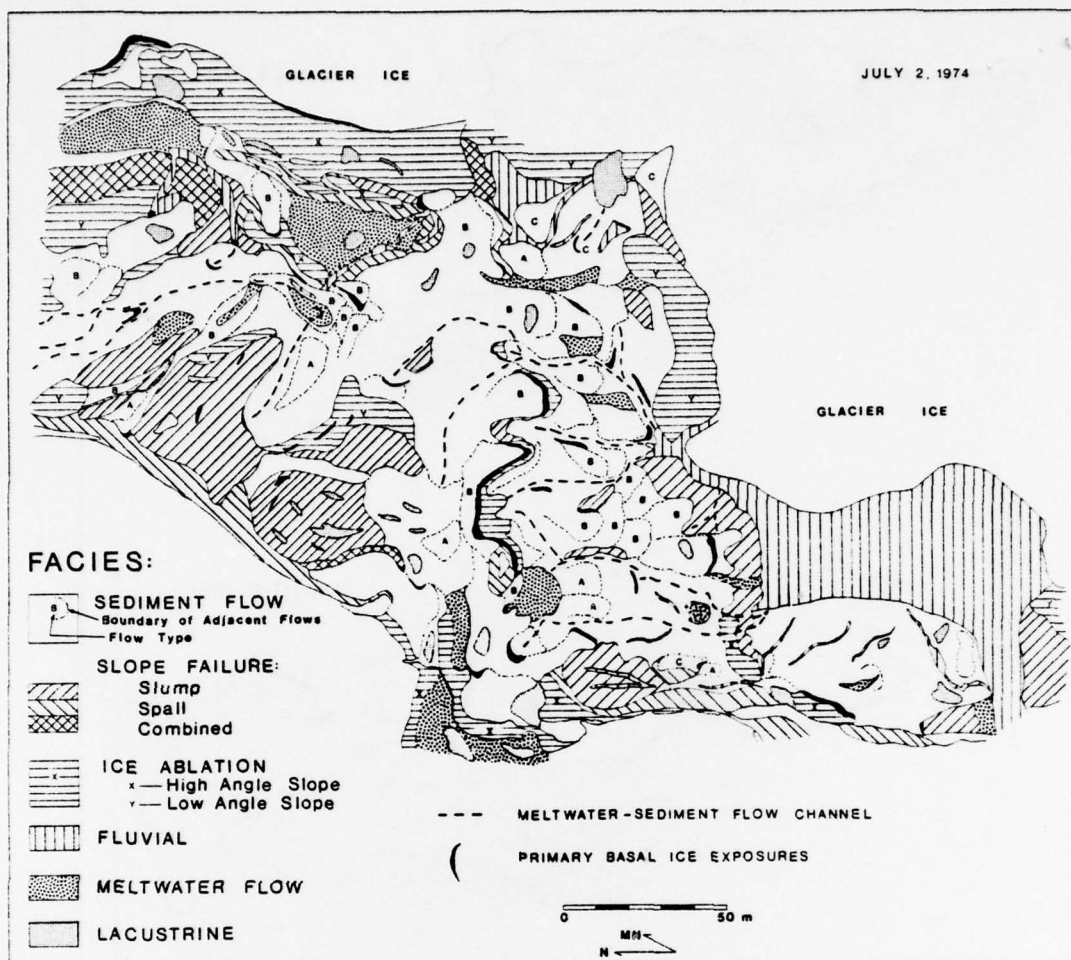 GLACIER ICE
JULY 2, 1974
GLACIER ICE
FACIES:
SEDIMENT FLOW
B
Boundary of Adjacent Flows
Flow Type
SLOPE FAILURE:
Slump
Spall
Combined
ICE ABLATION
X — High Angle Slope
Y — Low Angle Slope
FLUVIAL
MELTWATER FLOW
LACUSTRINE
MELTWATER-SEDIMENT FLOW CHANNEL
PRIMARY BASAL ICE EXPOSURES
0 50 m
MN
N